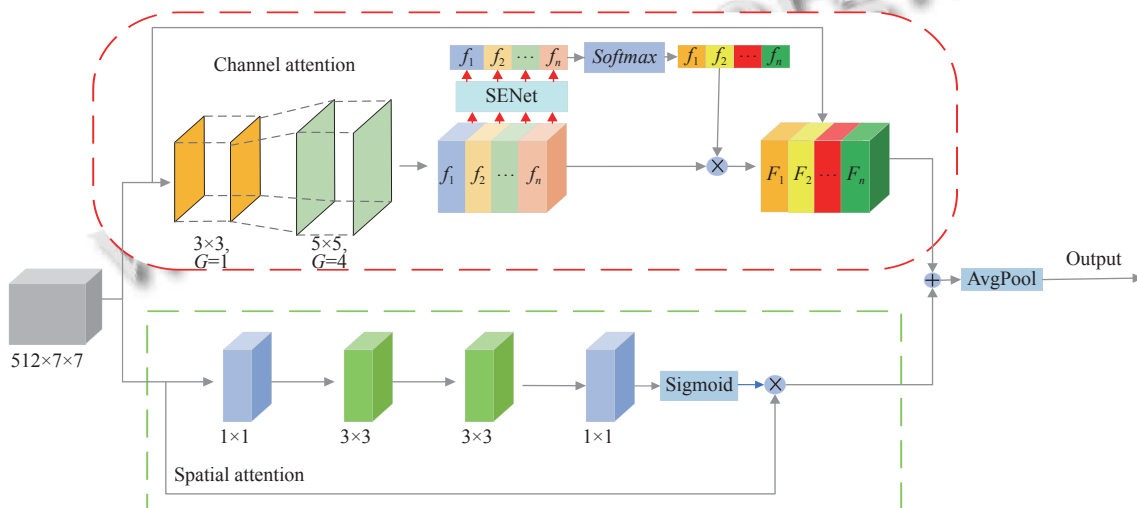 f1 f2 ⋯ fn
Softmax
f1 f2 ⋯ fn
Channel attention
SENet
f1 f2 ⋯ fn
×
F1 F2 ⋯ Fn
3×3,
G=1
5×5,
G=4
Output
+
AvgPool
512×7×7
Sigmoid
×
1×1
3×3
3×3
1×1
Spatial attention